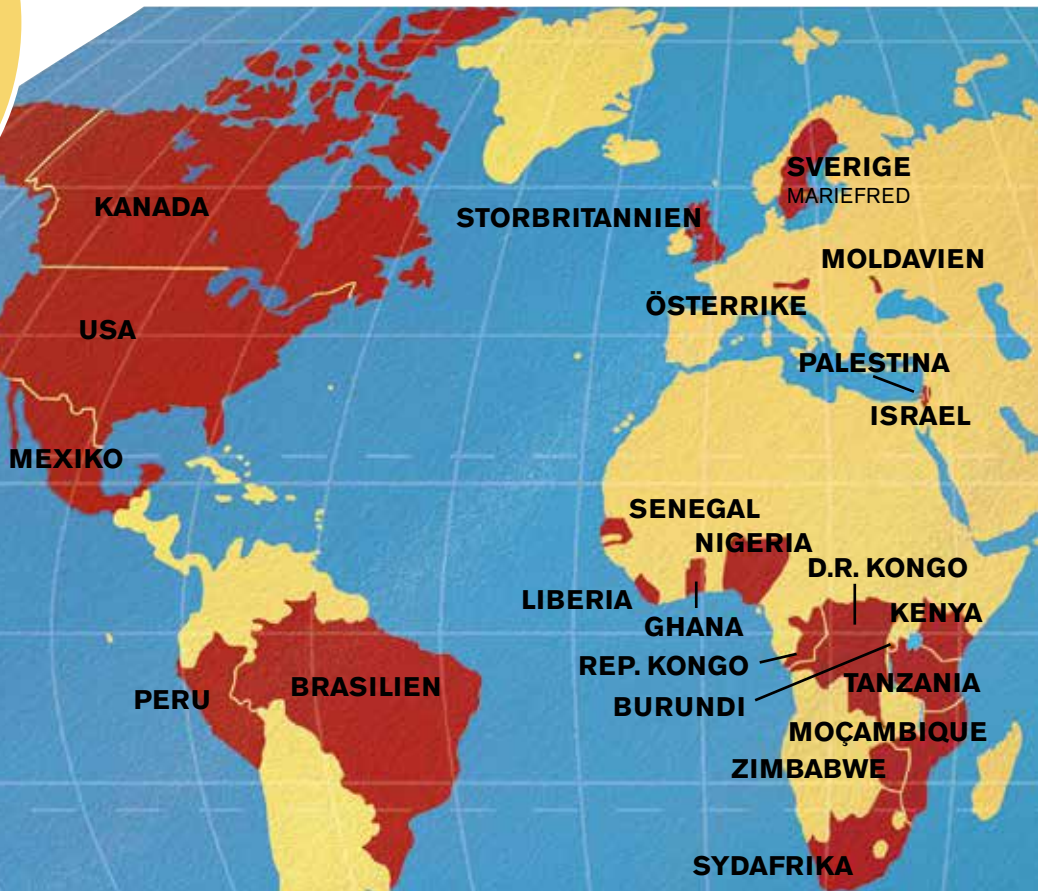 KANADA
USA
MEXIKO
PERU
BRASILIEN
STORBRITANNIEN
SVERIGE
MARIEFRED
MOLDAVIEN
ÖSTERRIKE
PALESTINA
ISRAEL
SENEGAL
NIGERIA
D.R. KONGO
LIBERIA
GHANA
KENYA
REP. KONGO
BURUNDI
TANZANIA
MOÇAMBIQUE
ZIMBABWE
SYDAFRIKA